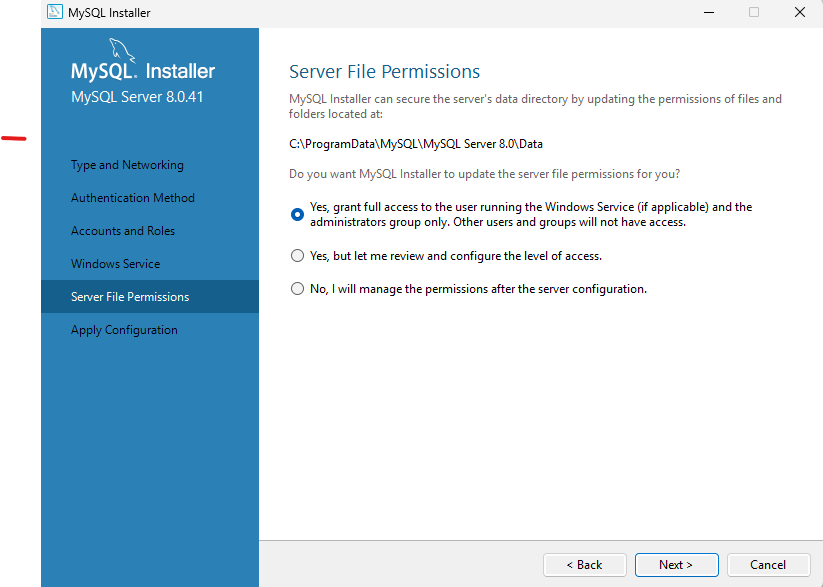 MySQL Installer
MySQL. Installer
MySQL Server 8.0.41
Type and Networking
Authentication Method
Accounts and Roles
Windows Service
Server File Permissions
Apply Configuration
Server File Permissions
MySQL Installer can secure the server's data directory by updating the permissions of files and
folders located at:
C:\ProgramData\MySQL\MySQL Server 8.0\Data
Do you want MySQL Installer to update the server file permissions for you?
Yes, grant full access to the user running the Windows Service (if applicable) and the
administrators group only. Other users and groups will not have access.
Yes, but let me review and configure the level of access.
No, I will manage the permissions after the server configuration.
< Back
Next >
Cancel